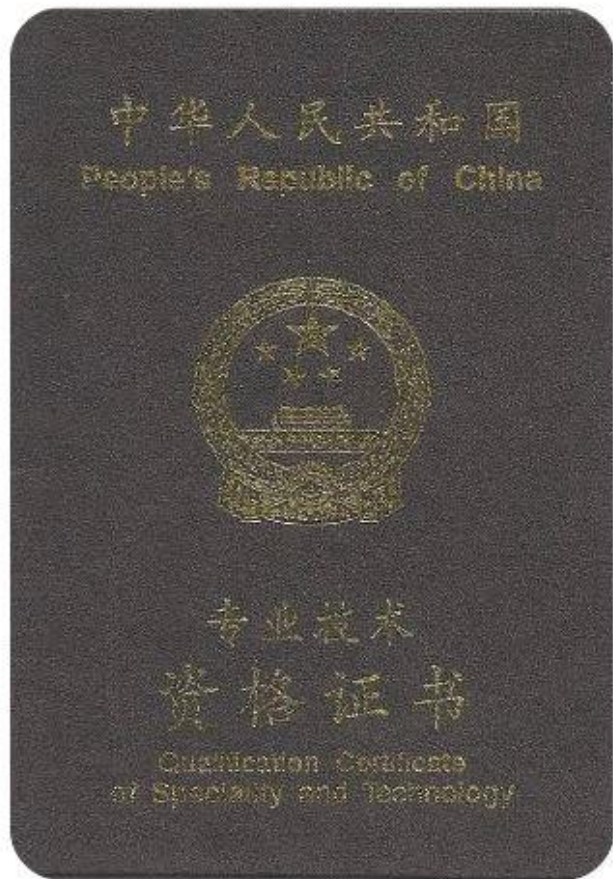 中华人民共和国
People's Republic of China
专业技术
资格证书
Qualification Certificate
of Speciality and Technology